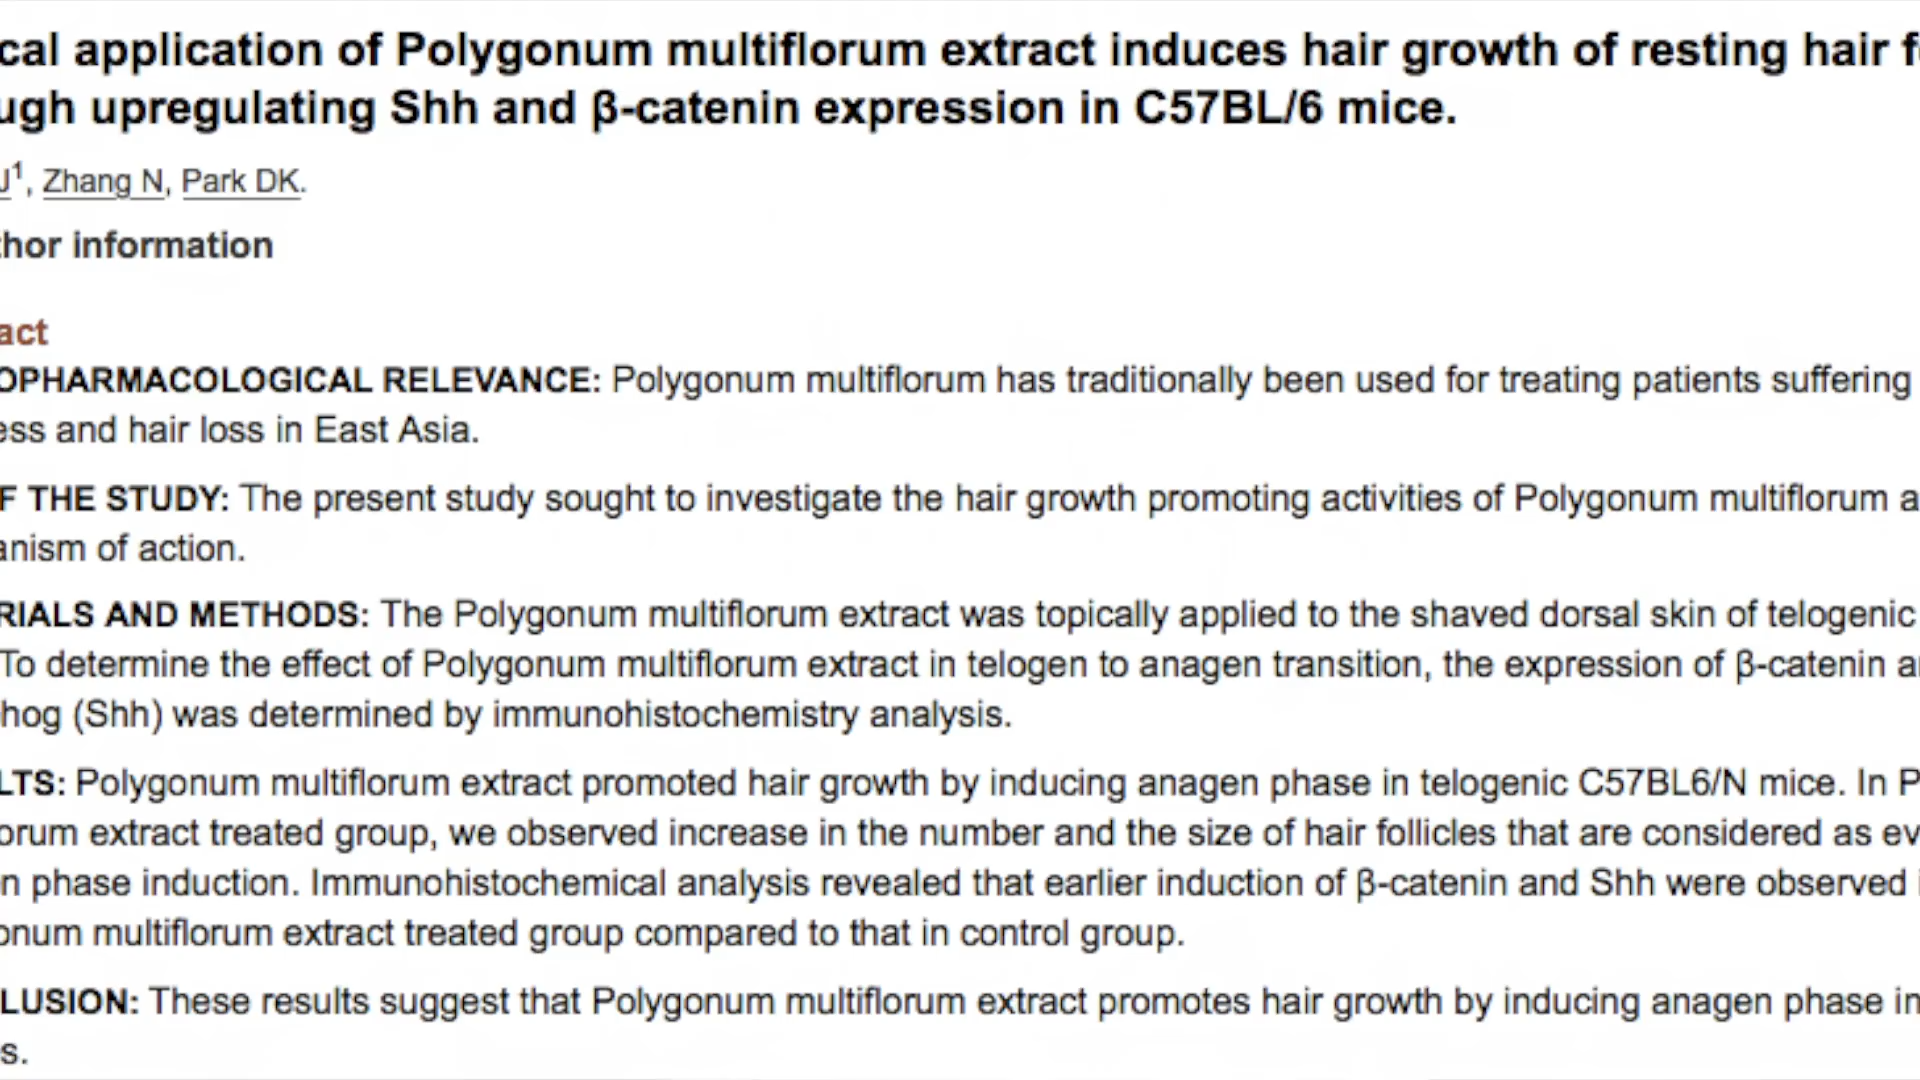 cal application of Polygonum multiflorum extract induces hair growth of resting hair f
ugh upregulating Shh and β-catenin expression in C57BL/6 mice.
J1, Zhang N, Park DK.
thor information
act
OPHARMACOLOGICAL RELEVANCE: Polygonum multiflorum has traditionally been used for treating patients suffering
ess and hair loss in East Asia.
F THE STUDY: The present study sought to investigate the hair growth promoting activities of Polygonum multiflorum a
anism of action.
RIALS AND METHODS: The Polygonum multiflorum extract was topically applied to the shaved dorsal skin of telogenic
To determine the effect of Polygonum multiflorum extract in telogen to anagen transition, the expression of β-catenin a
hog (Shh) was determined by immunohistochemistry analysis.
LTS: Polygonum multiflorum extract promoted hair growth by inducing anagen phase in telogenic C57BL6/N mice. In P
orum extract treated group, we observed increase in the number and the size of hair follicles that are considered as ev
n phase induction. Immunohistochemical analysis revealed that earlier induction of β-catenin and Shh were observed i
onum multiflorum extract treated group compared to that in control group.
LUSION: These results suggest that Polygonum multiflorum extract promotes hair growth by inducing anagen phase in
s.